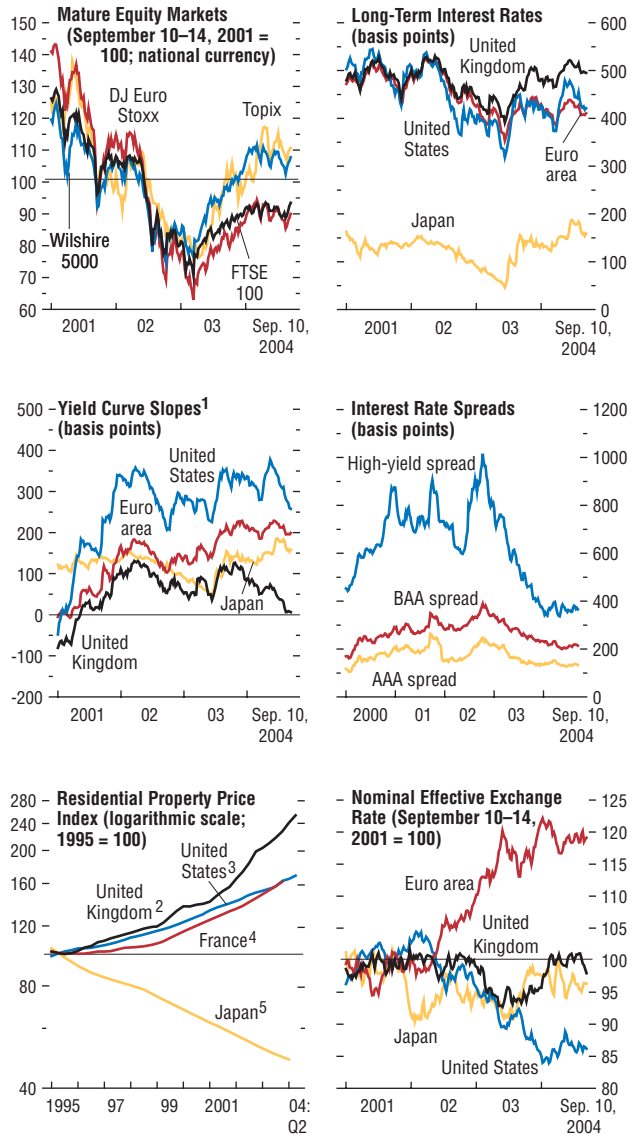 Mature Equity Markets
(September 10–14, 2001 =
100; national currency)
150
140
130
120
110
100
90
80
70
60
DJ Euro
Stoxx
Topix
Wilshire
5000
FTSE
100
2001
02
03
Sep. 10,
2004
Long-Term Interest Rates
(basis points)
600
500
400
300
200
100
0
United
Kingdom
United
States
Euro
area
Japan
2001
02
03
Sep. 10,
2004
Yield Curve Slopes1
(basis points)
500
400
300
200
100
0
-100
-200
United
States
Euro
area
Japan
United
Kingdom
2001
02
03
Sep. 10,
2004
Interest Rate Spreads
(basis points)
1200
1000
800
600
400
200
0
High-yield spread
BAA spread
AAA spread
2000
01
02
03
Sep. 10,
2004
Residential Property Price
Index (logarithmic scale;
1995 = 100)
280
240
200
160
120
80
40
United
States3
United
Kingdom2
France4
Japan5
1995
97
99
2001
04:
Q2
Nominal Effective Exchange
Rate (September 10–14,
2001 = 100)
125
120
115
110
105
100
95
90
85
80
Euro area
United
Kingdom
Japan
United States
2001
02
03
Sep. 10,
2004